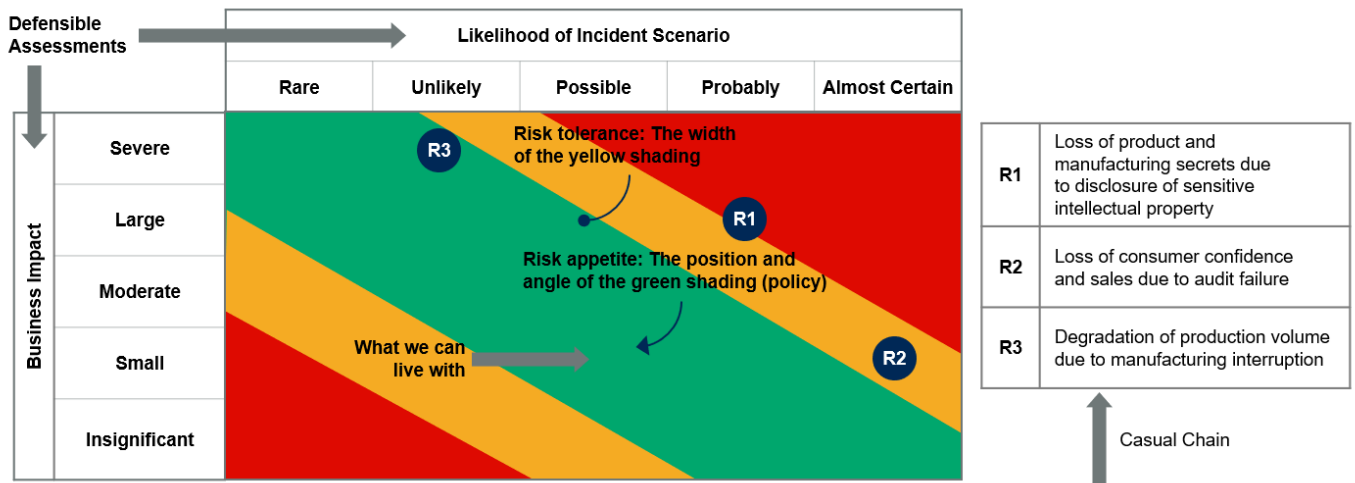 Defensible
Assessments
Likelihood of Incident Scenario
Rare
Unlikely
Possible
Probably
Almost Certain
Business Impact
Severe
Large
Moderate
Small
Insignificant
R3
Risk tolerance: The width
of the yellow shading
R1
Risk appetite: The position and
angle of the green shading (policy)
What we can
live with
R2
R1
Loss of product and
manufacturing secrets due
to disclosure of sensitive
intellectual property
R2
Loss of consumer confidence
and sales due to audit failure
R3
Degradation of production volume
due to manufacturing interruption
Casual Chain